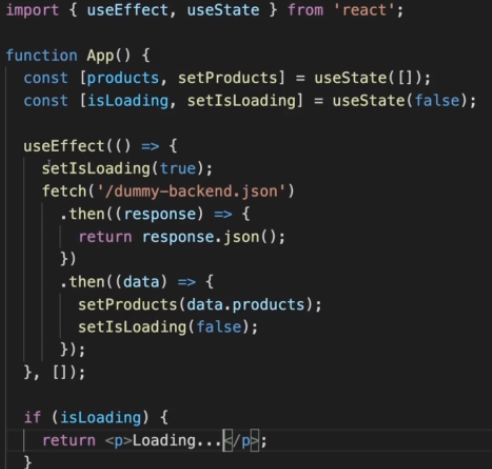 import { useEffect, useState } from 'react';
function App() {
const [products, setProducts] = useState([]);
const [isLoading, setIsLoading] = useState(false);
useEffect(() => {
setIsLoading(true);
fetch('/dummy-backend.json')
.then((response) => {
return response.json();
})
.then((data) => {
setProducts(data.products);
setIsLoading(false);
});
}, []);
if (isLoading) {
return <p>Loading...</p>;
}